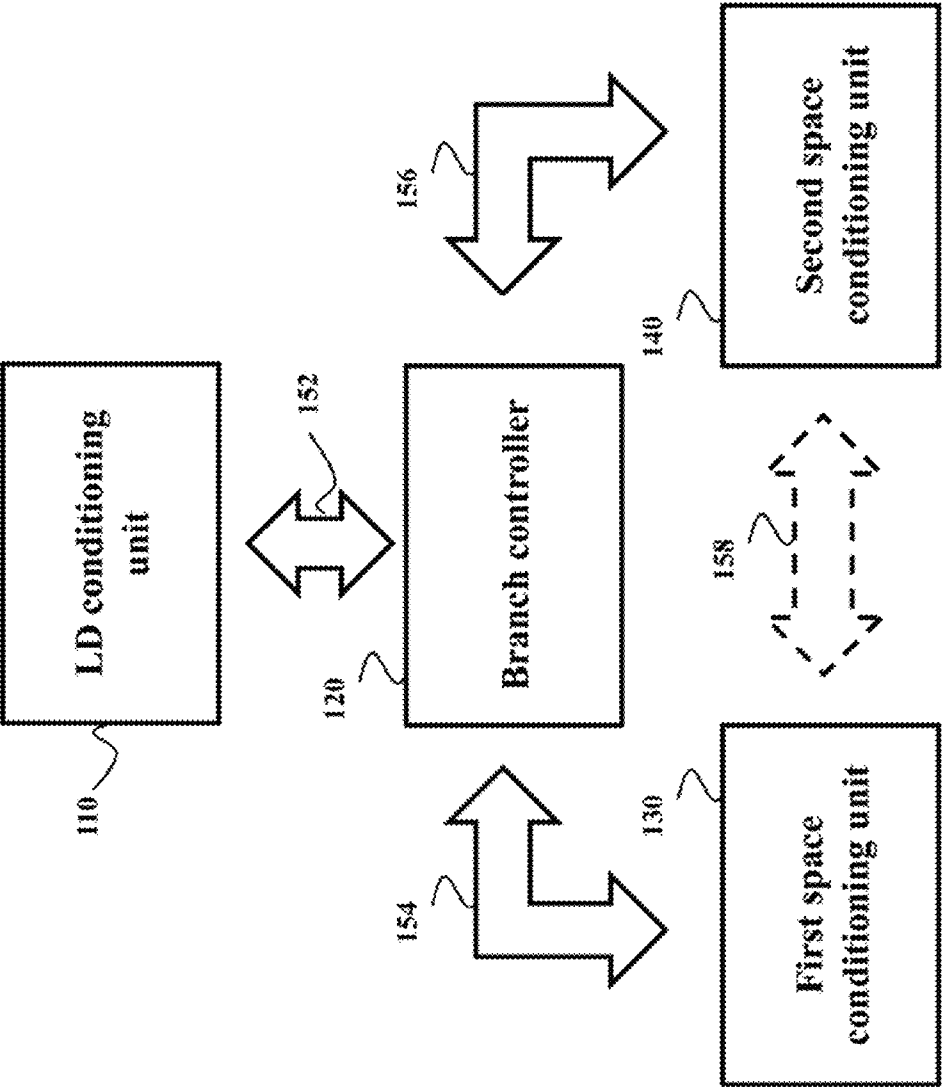 110
LD conditioning
unit
152
120
Branch controller
154
156
130
First space
conditioning unit
158
140
Second space
conditioning unit